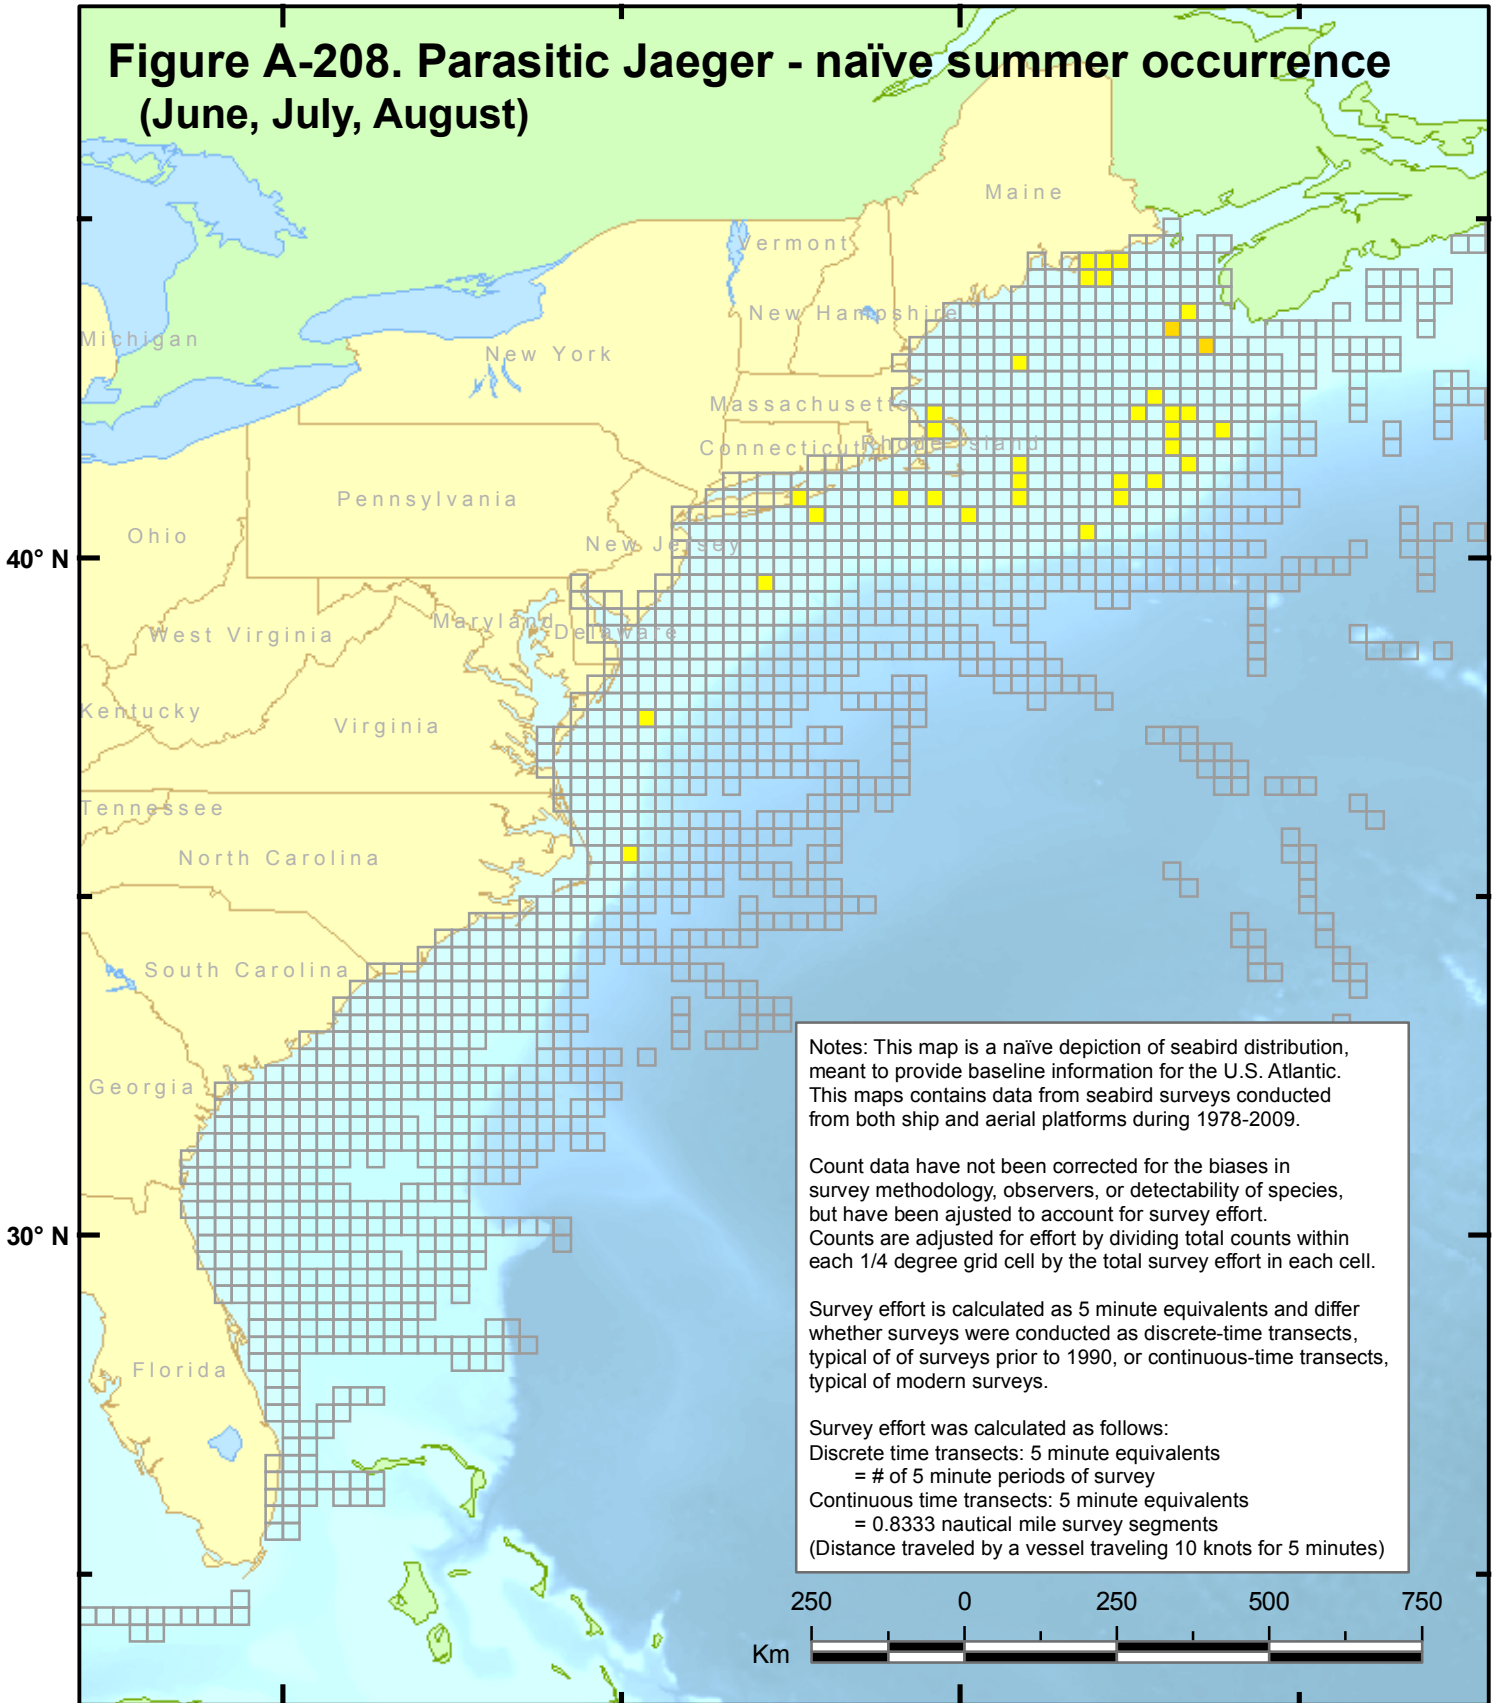 Figure A-208. Parasitic Jaeger - naïve summer occurrence
(June, July, August)
Maine
Vermont
New Hampshire
Michigan
New York
Massachusetts
Connecticut
Rhode Island
Pennsylvania
Ohio
New Jersey
40° N
Maryland
Delaware
West Virginia
Kentucky
Virginia
Tennessee
North Carolina
South Carolina
Georgia
30° N
Florida
Notes: This map is a naïve depiction of seabird distribution,
meant to provide baseline information for the U.S. Atlantic.
This maps contains data from seabird surveys conducted
from both ship and aerial platforms during 1978-2009.
Count data have not been corrected for the biases in
survey methodology, observers, or detectability of species,
but have been ajusted to account for survey effort.
Counts are adjusted for effort by dividing total counts within
each 1/4 degree grid cell by the total survey effort in each cell.
Survey effort is calculated as 5 minute equivalents and differ
whether surveys were conducted as discrete-time transects,
typical of of surveys prior to 1990, or continuous-time transects,
typical of modern surveys.
Survey effort was calculated as follows:
Discrete time transects: 5 minute equivalents
= # of 5 minute periods of survey
Continuous time transects: 5 minute equivalents
= 0.8333 nautical mile survey segments
(Distance traveled by a vessel traveling 10 knots for 5 minutes)
250 0 250 500 750
Km